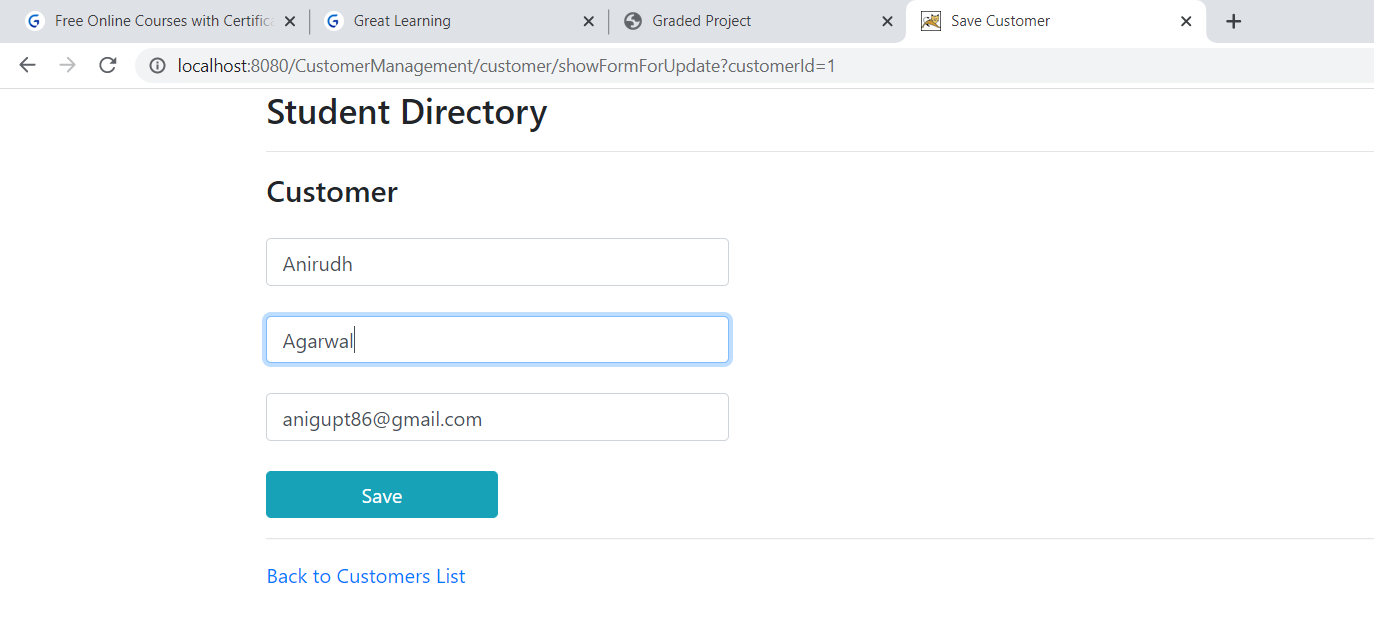 Free Online Courses with Certifica
Great Learning
Graded Project
Save Customer
localhost:8080/CustomerManagement/customer/showFormForUpdate?customerId=1
Student Directory
Customer
Anirudh
Agarwal
anigupt86@gmail.com
Save
Back to Customers List